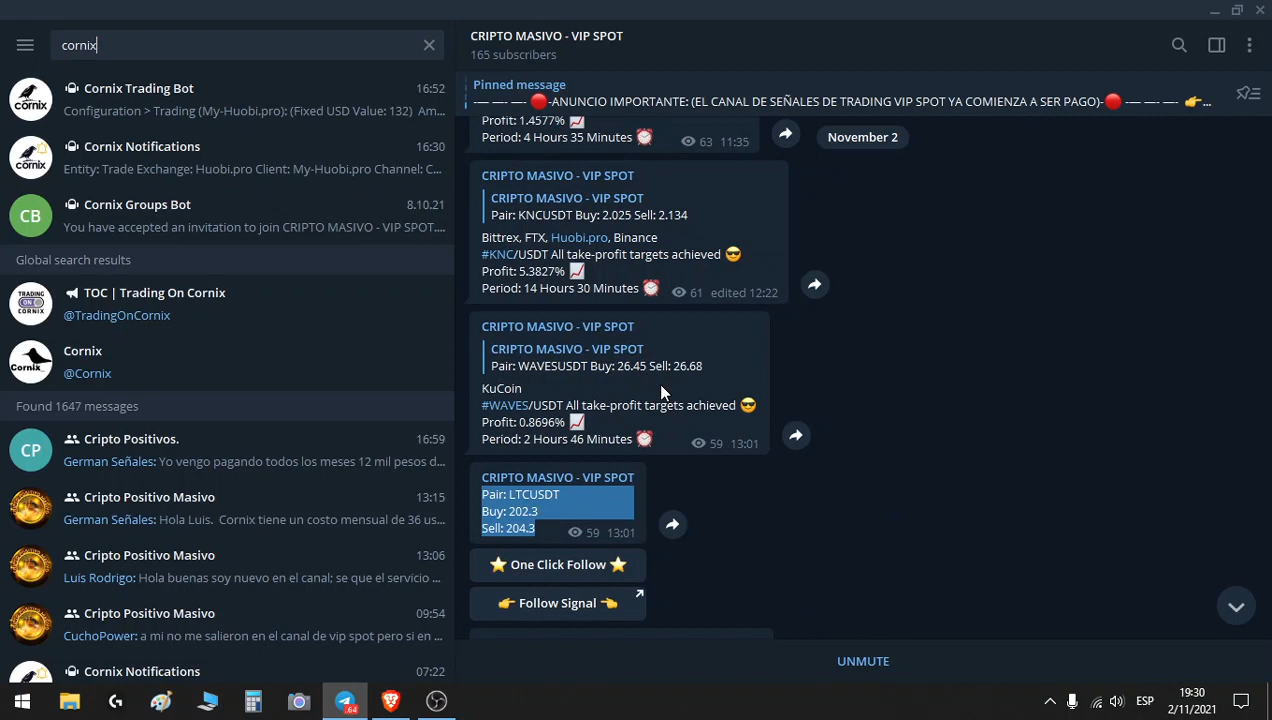 cornix
Cornix Trading Bot 16:52
Configuration > Trading (My-Huobi.pro): (Fixed USD Value: 132) Am...
Cornix Notifications 16:30
Entity: Trade Exchange: Huobi.pro Client: My-Huobi.pro Channel: C...
CB
Cornix Groups Bot 8.10.21
You have accepted an invitation to join CRIPTO MASIVO - VIP SPOT....
Global search results
TOC | Trading On Cornix
@TradingOnCornix
Cornix
@Cornix
Found 1647 messages
CP
Cripto Positivos. 16:59
German Señales: Yo vengo pagando todos los meses 12 mil pesos d...
Cripto Positivo Masivo 13:15
German Señales: Hola Luis. Cornix tiene un costo mensual de 36 us...
Cripto Positivo Masivo 13:06
Luis Rodrigo: Hola buenas soy nuevo en el canal; se que el servicio ...
Cripto Positivo Masivo 09:54
CuchoPower: a mi no me salieron en el canal de vip spot pero si en ...
Cornix Notifications 07:22
CRIPTO MASIVO - VIP SPOT
165 subscribers
Pinned message
-— —- —- 🔴-ANUNCIO IMPORTANTE: (EL CANAL DE SEÑALES DE TRADING VIP SPOT YA COMIENZA A SER PAGO)-🔴 -— —- —- 👉...
Profit: 1.4577% 📈
Period: 4 Hours 35 Minutes ⏰ 63 11:35
November 2
CRIPTO MASIVO - VIP SPOT
CRIPTO MASIVO - VIP SPOT
Pair: KNCUSDT Buy: 2.025 Sell: 2.134
Bittrex, FTX, Huobi.pro, Binance
#KNC/USDT All take-profit targets achieved 😎
Profit: 5.3827% 📈
Period: 14 Hours 30 Minutes ⏰ 61 edited 12:22
CRIPTO MASIVO - VIP SPOT
CRIPTO MASIVO - VIP SPOT
Pair: WAVESUSDT Buy: 26.45 Sell: 26.68
KuCoin
#WAVES/USDT All take-profit targets achieved 😎
Profit: 0.8696% 📈
Period: 2 Hours 46 Minutes ⏰ 59 13:01
CRIPTO MASIVO - VIP SPOT
Pair: LTCUSDT
Buy: 202.3
Sell: 204.3 59 13:01
⭐ One Click Follow ⭐
👉 Follow Signal 👈
UNMUTE
.64
ESP
19:30
2/11/2021